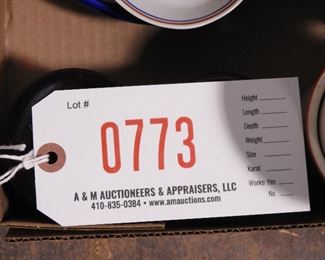 Lot #
0773
A & M AUCTIONEERS & APPRAISERS, LLC
410-835-0384 • www.amauctions.com
Height
Length
Depth
Weight
Size
Karat
Works: Yes
No